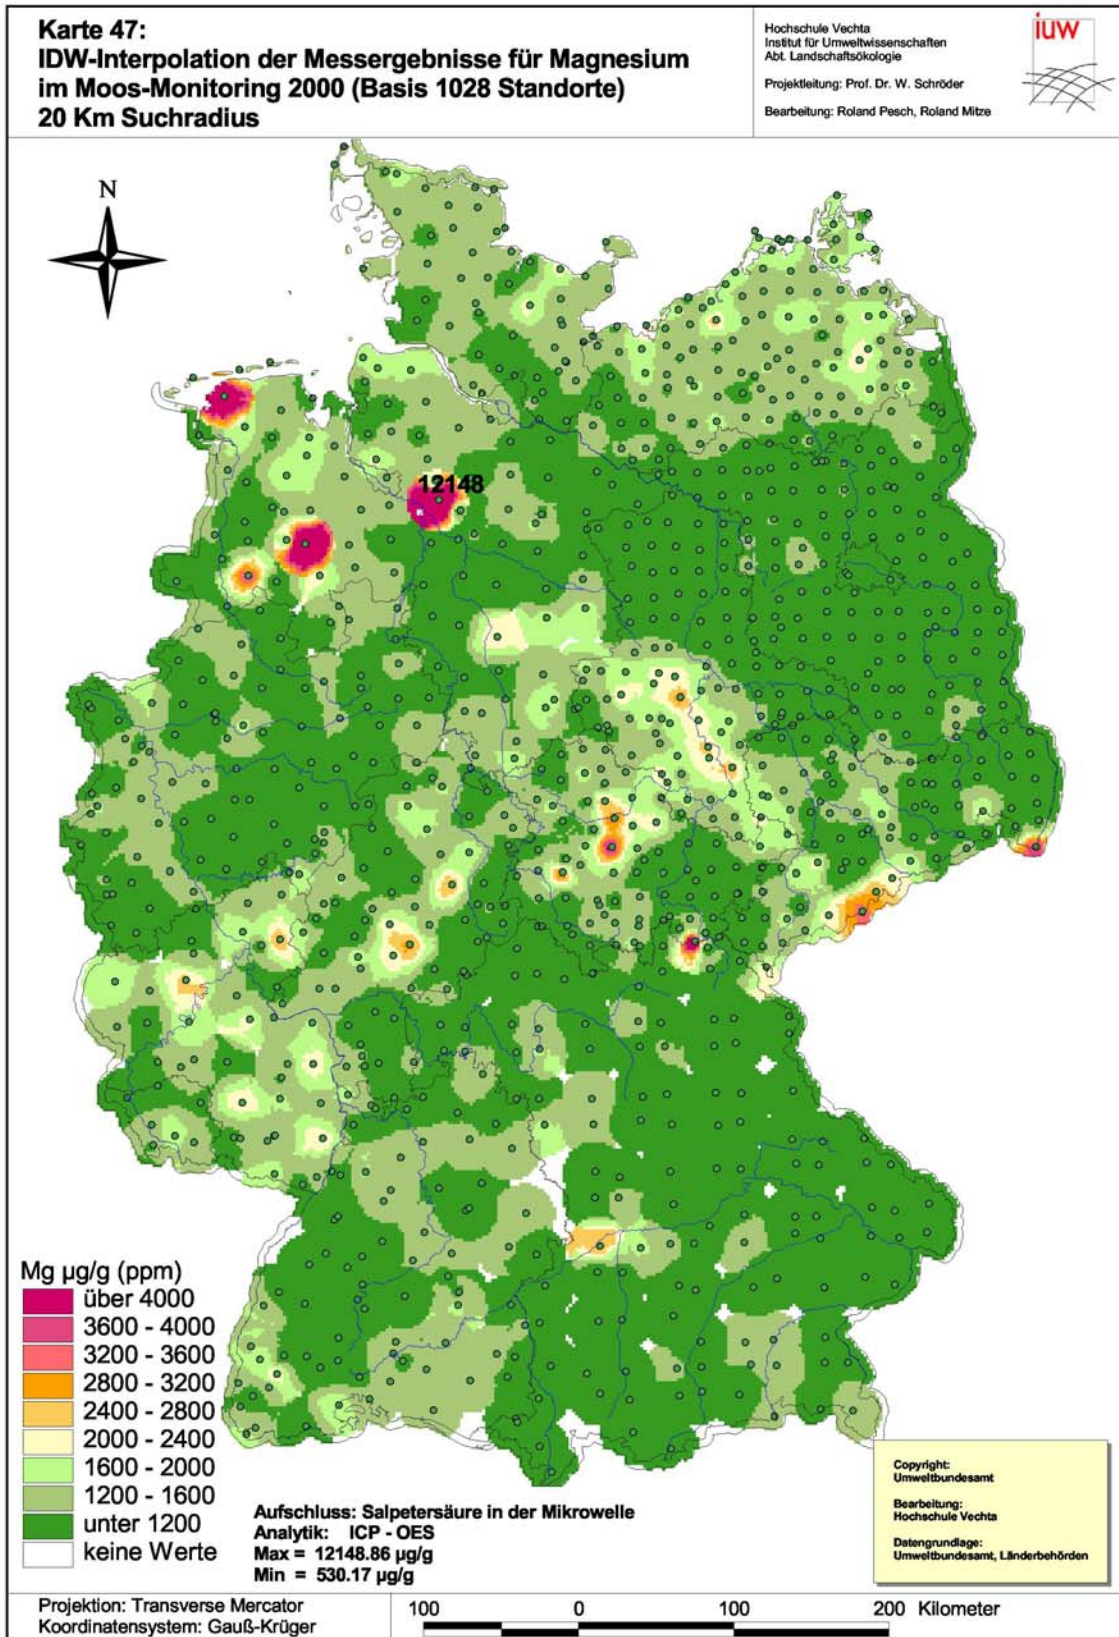 Karte 47:
IDW-Interpolation der Messergebnisse für Magnesium
im Moos-Monitoring 2000 (Basis 1028 Standorte)
20 Km Suchradius
Hochschule Vechta
Institut für Umweltwissenschaften
Abt. Landschaftsökologie
Projektleitung: Prof. Dr. W. Schröder
Bearbeitung: Roland Pesch, Roland Mitze
iuw
N
12148
Mg µg/g (ppm)
über 4000
3600 - 4000
3200 - 3600
2800 - 3200
2400 - 2800
2000 - 2400
1600 - 2000
1200 - 1600
unter 1200
keine Werte
Aufschluss: Salpetersäure in der Mikrowelle
Analytik: ICP - OES
Max = 12148.86 µg/g
Min = 530.17 µg/g
Copyright:
Umweltbundesamt
Bearbeitung:
Hochschule Vechta
Datengrundlage:
Umweltbundesamt, Länderbehörden
Projektion: Transverse Mercator
Koordinatensystem: Gauß-Krüger
100 0 100 200 Kilometer